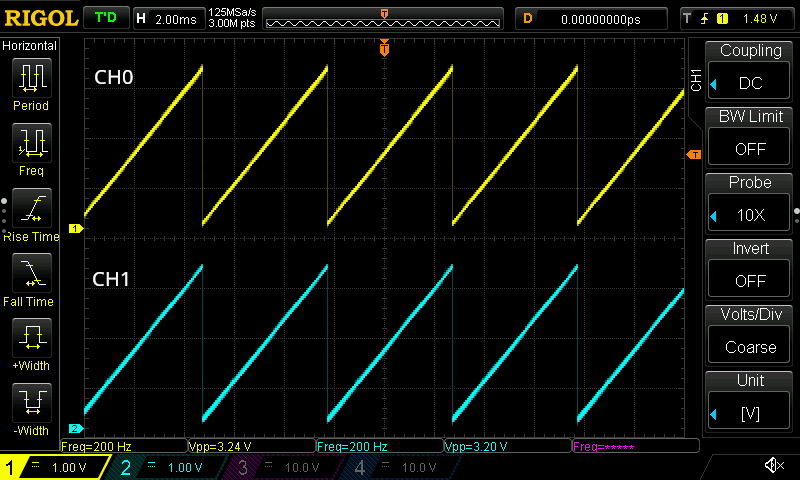 RIGOL T'D H 2.00ms 125MSa/s 3.00M pts T D 0.00000000ps T 1 1.48 V
Horizontal
Period
Freq
Rise Time
Fall Time
+Width
-Width
CH0
T
T
1
CH1
2
CH1
Coupling
DC
BW Limit
OFF
Probe
10X
Invert
OFF
Volts/Div
Coarse
Unit
[V]
Freq=200 Hz Vpp=3.24 V Freq=200 Hz Vpp=3.20 V Freq=*****
1 1.00 V 2 1.00 V 3 10.0 V 4 10.0 V